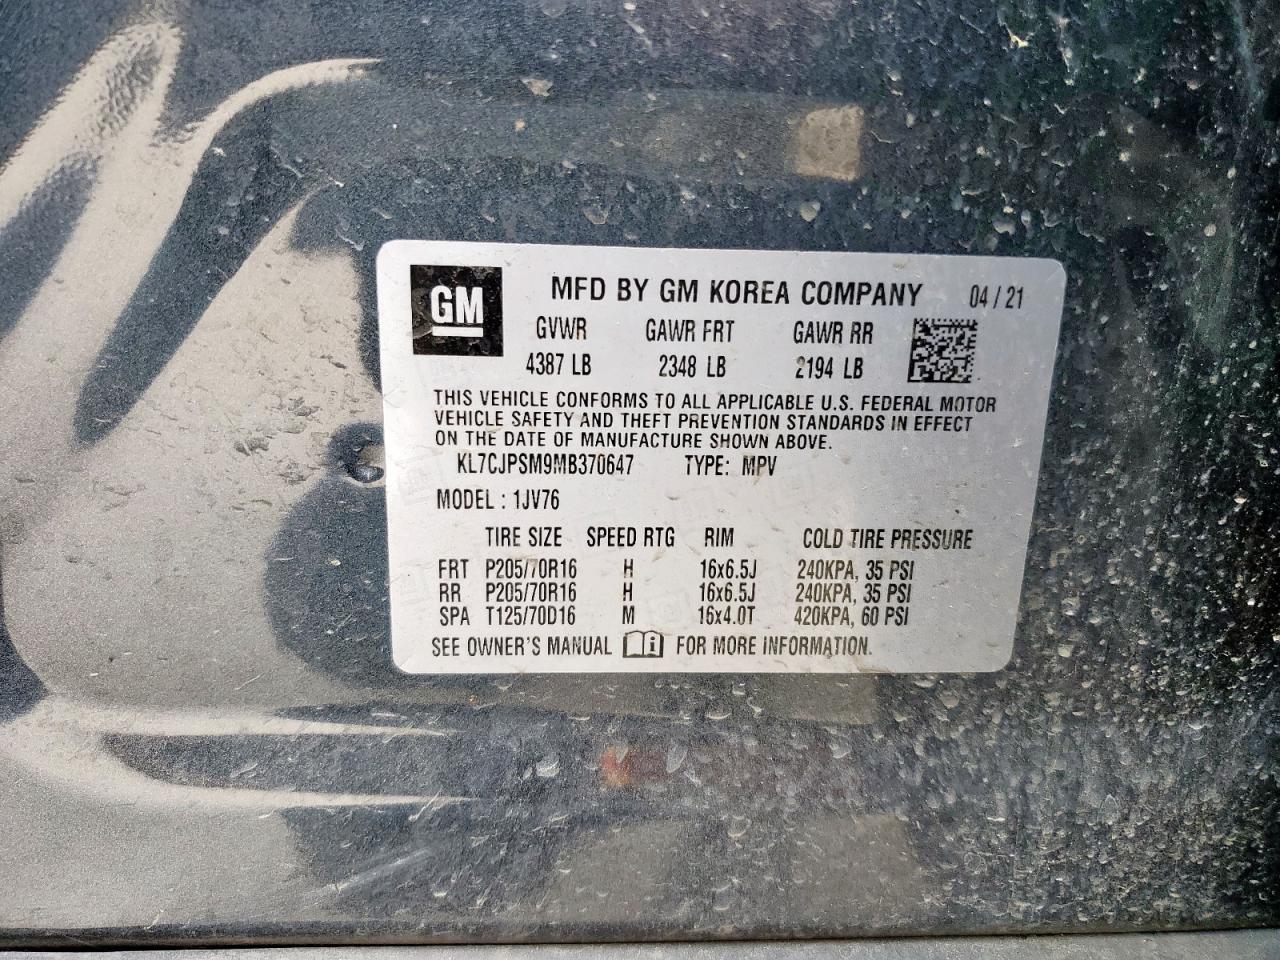 GM
MFD BY GM KOREA COMPANY 04/21
GVWR GAWR FRT GAWR RR
4387 LB 2348 LB 2194 LB
THIS VEHICLE CONFORMS TO ALL APPLICABLE U.S. FEDERAL MOTOR
VEHICLE SAFETY AND THEFT PREVENTION STANDARDS IN EFFECT
ON THE DATE OF MANUFACTURE SHOWN ABOVE.
KL7CJPSM9MB370647 TYPE: MPV
MODEL : 1JV76
TIRE SIZE SPEED RTG RIM COLD TIRE PRESSURE
FRT P205/70R16 H 16x6.5J 240KPA, 35 PSI
RR P205/70R16 H 16x6.5J 240KPA, 35 PSI
SPA T125/70D16 M 16x4.0T 420KPA, 60 PSI
SEE OWNER'S MANUAL i FOR MORE INFORMATION.